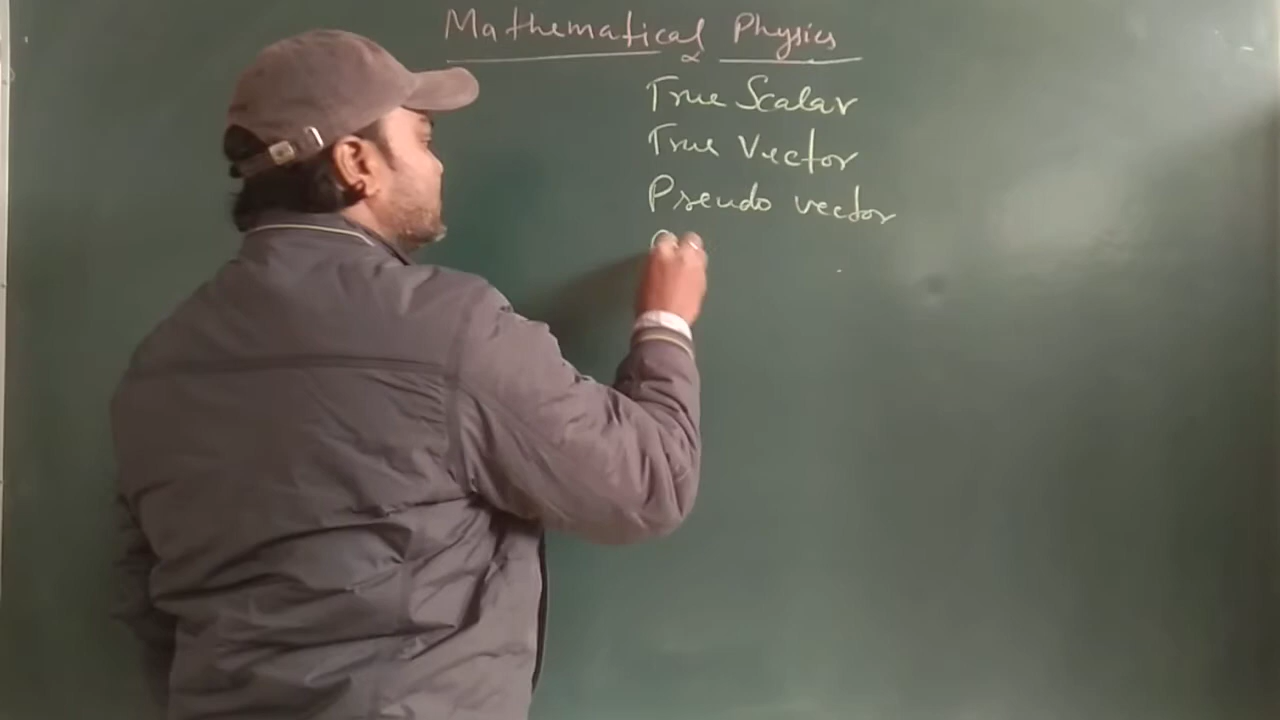 Mathematical Physics
True Scalar
True Vector
Pseudo vector